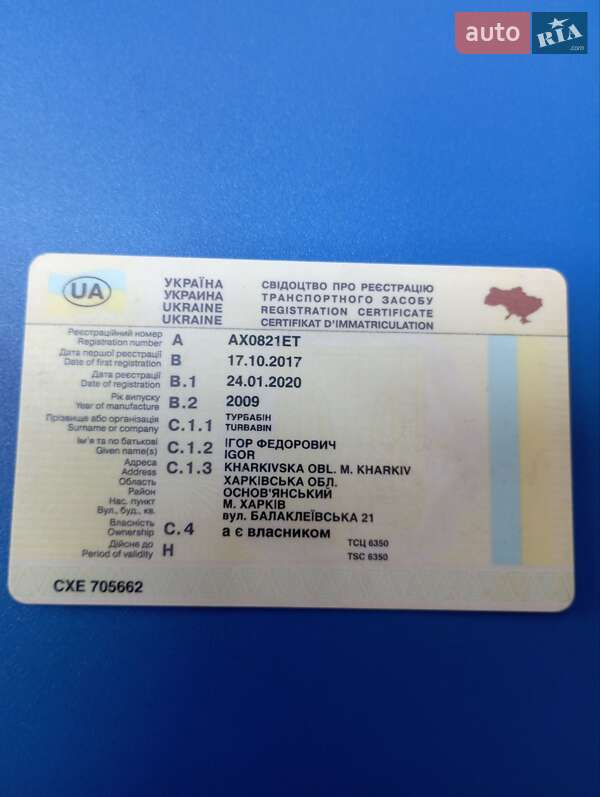 auto RIA .com
UA
УКРАЇНА
УКРАИНА
UKRAINE
UKRAINE
СВІДОЦТВО ПРО РЕЄСТРАЦІЮ
ТРАНСПОРТНОГО ЗАСОБУ
REGISTRATION CERTIFICATE
CERTIFIKAT D'IMMATRICULATION
Реєстраційний номер
Registration number A AX0821ET
Дата першої реєстрації
Date of first registration B 17.10.2017
Дата реєстрації
Date of registration B.1 24.01.2020
Рік випуску
Year of manufacture B.2 2009
Прізвище або організація
Surname or company C.1.1 ТУРБАБІН
TURBABIN
Ім'я та по батькові
Given name(s) C.1.2 ІГОР ФЕДОРОВИЧ
IGOR
Адреса
Address C.1.3 KHARKIVSKA OBL. M. KHARKIV
Область ХАРКІВСЬКА ОБЛ.
Район ОСНОВ'ЯНСЬКИЙ
Нас. пункт М. ХАРКІВ
Вул., буд., кв. вул. БАЛАКЛЕЇВСЬКА 21
Власність
Ownership C.4 а є власником
Дійсне до
Period of validity H
ТСЦ 6350
TSC 6350
CXE 705662